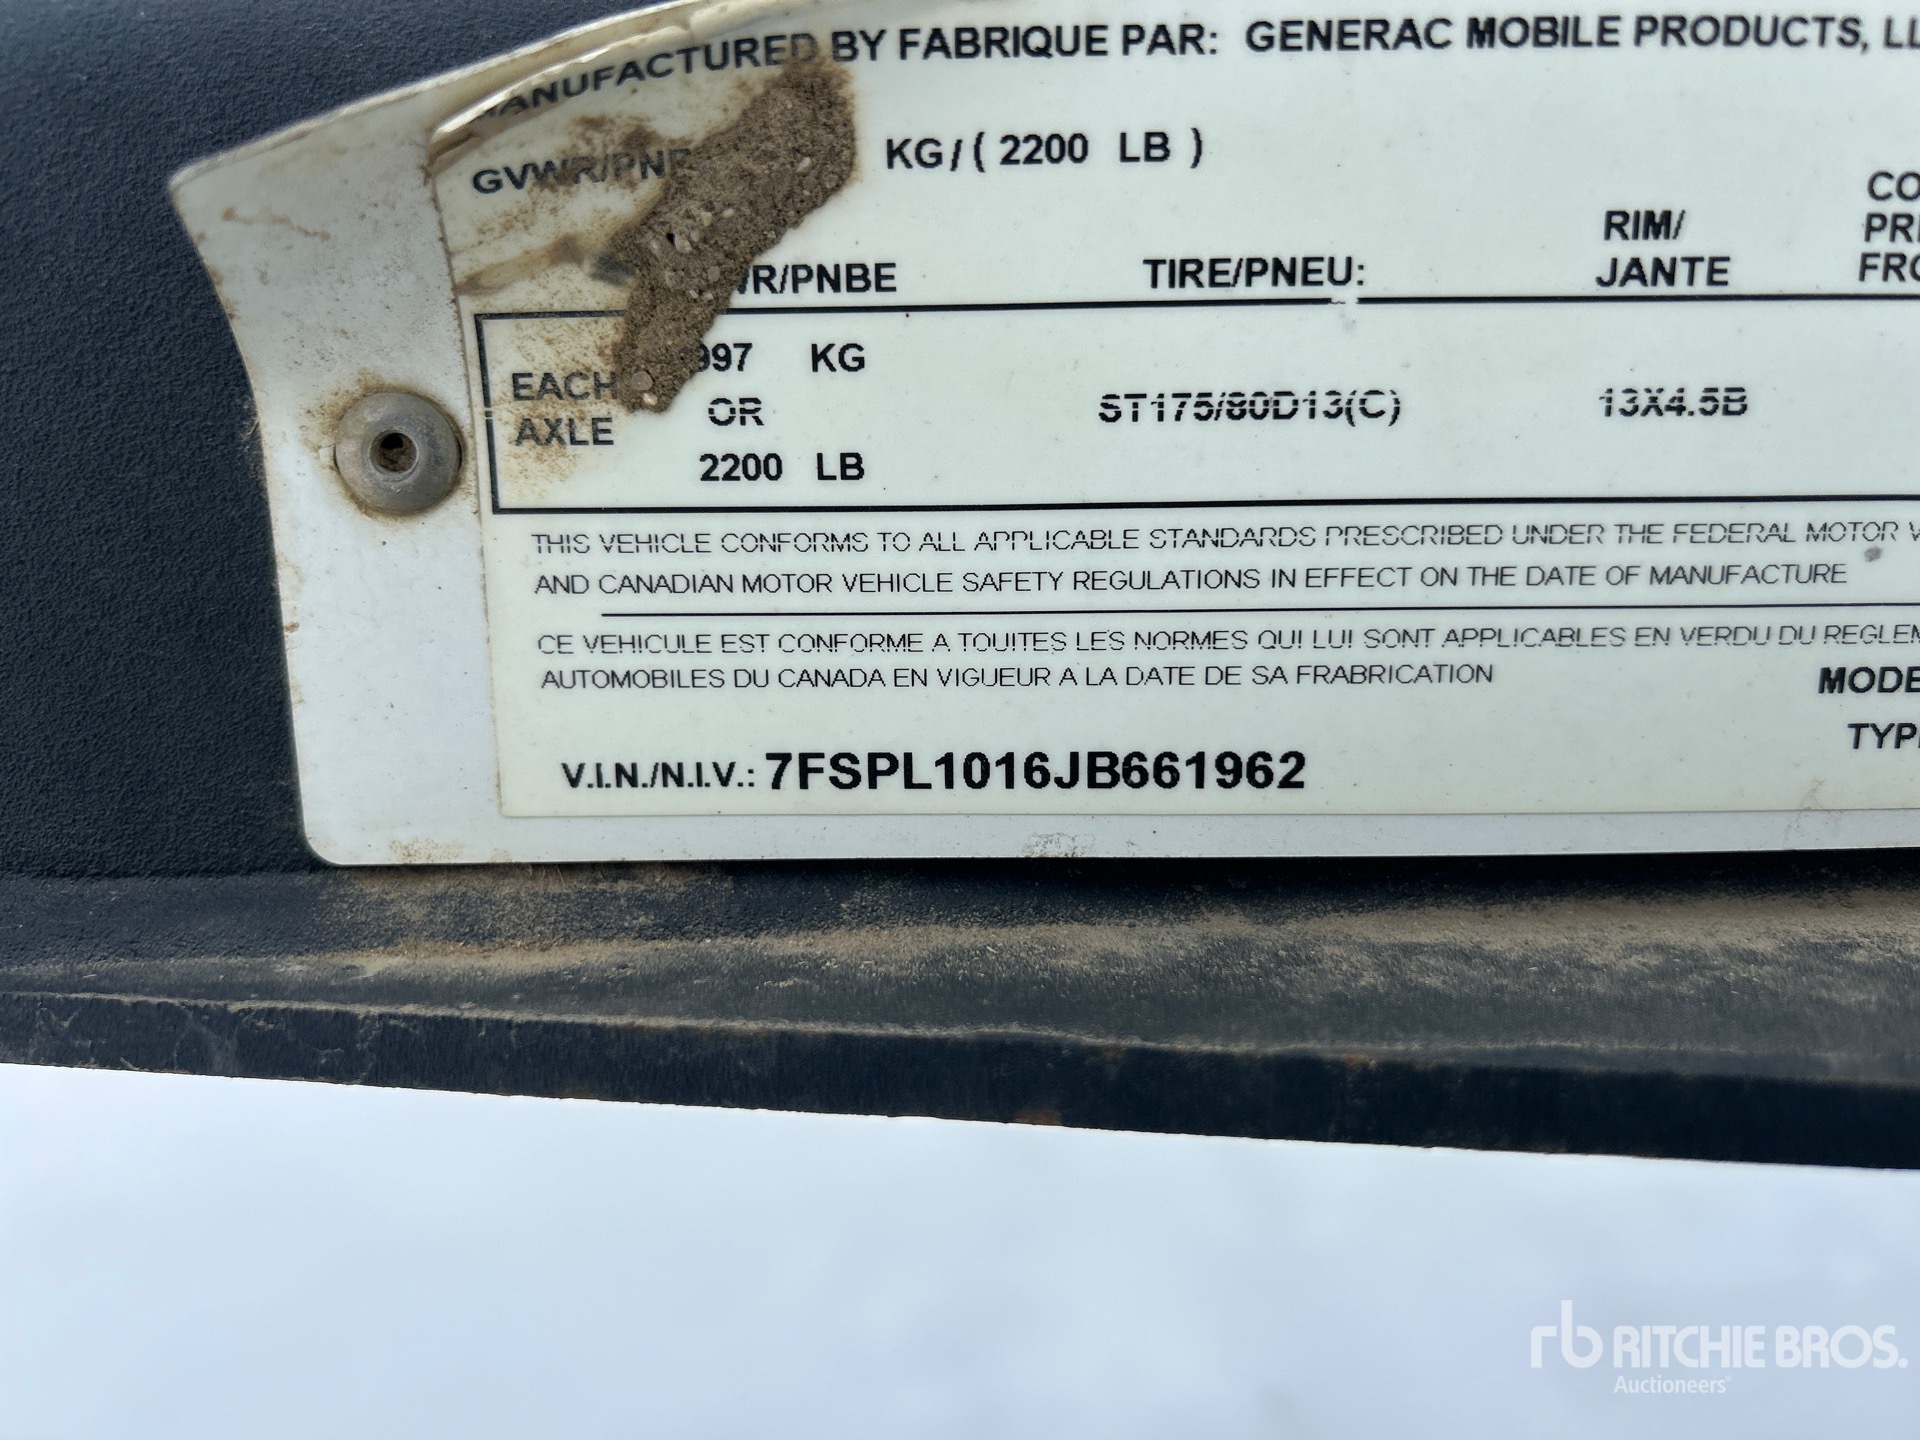 MANUFACTURED BY FABRIQUE PAR: GENERAC MOBILE PRODUCTS, LL
GVWR/PNB KG/( 2200 LB )
WR/PNBE TIRE/PNEU: RIM/ JANTE CO PRE FRO
EACH AXLE 997 KG OR 2200 LB ST175/80D13(C) 13X4.5B
THIS VEHICLE CONFORMS TO ALL APPLICABLE STANDARDS PRESCRIBED UNDER THE FEDERAL MOTOR V
AND CANADIAN MOTOR VEHICLE SAFETY REGULATIONS IN EFFECT ON THE DATE OF MANUFACTURE
CE VEHICULE EST CONFORME A TOUITES LES NORMES QUI LUI SONT APPLICABLES EN VERDU DU REGLEM
AUTOMOBILES DU CANADA EN VIGUEUR A LA DATE DE SA FRABRICATION
MODE
TYP
V.I.N./N.I.V.: 7FSPL1016JB661962
rb RITCHIE BROS.
Auctioneers